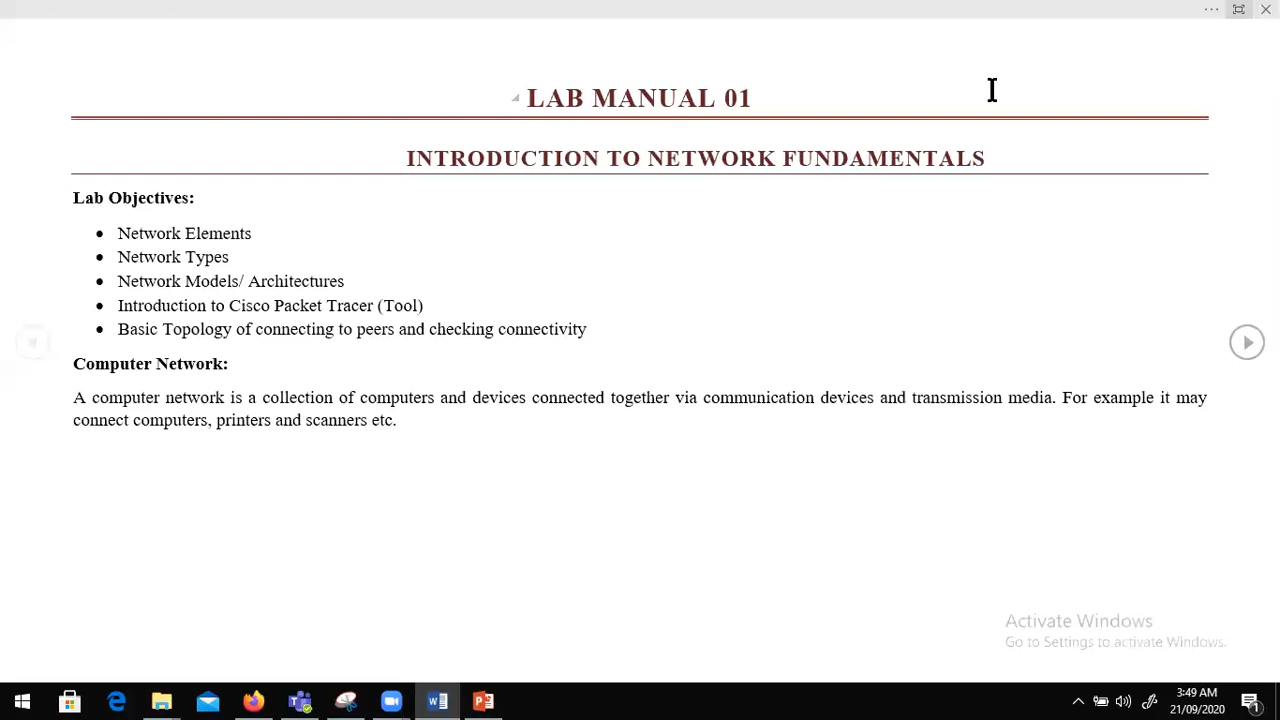 LAB MANUAL 01
INTRODUCTION TO NETWORK FUNDAMENTALS
Lab Objectives:
• Network Elements
• Network Types
• Network Models/ Architectures
• Introduction to Cisco Packet Tracer (Tool)
• Basic Topology of connecting to peers and checking connectivity
Computer Network:
A computer network is a collection of computers and devices connected together via communication devices and transmission media. For example it may
connect computers, printers and scanners etc.
Activate Windows
Go to Settings to activate Windows.
3:49 AM
21/09/2020